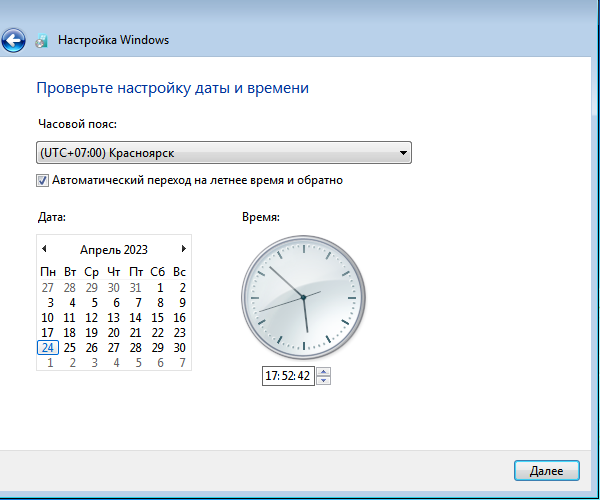 Настройка Windows
Проверьте настройку даты и времени
Часовой пояс:
(UTC+07:00) Красноярск
Автоматический переход на летнее время и обратно
Дата: Время:
Апрель 2023
Пн Вт Ср Чт Пт Сб Вс
27 28 29 30 31 1 2
3 4 5 6 7 8 9
10 11 12 13 14 15 16
17 18 19 20 21 22 23
24 25 26 27 28 29 30
1 2 3 4 5 6 7
17:52:42
Далее